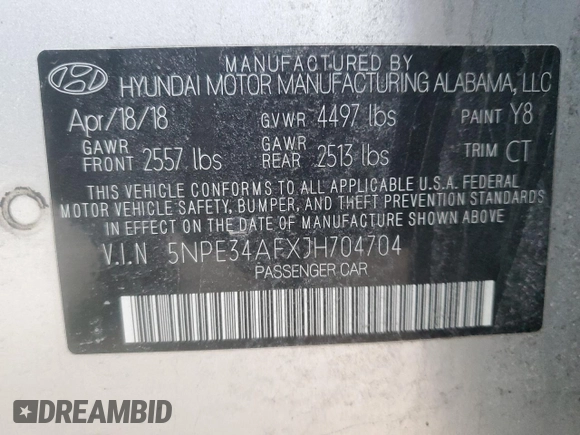 MANUFACTURED BY
HYUNDAI MOTOR MANUFACTURING ALABAMA, LLC
Apr/18/18 GVWR 4497 lbs PAINT Y8
GAWR FRONT 2557 lbs GAWR REAR 2513 lbs TRIM CT
THIS VEHICLE CONFORMS TO ALL APPLICABLE U.S.A. FEDERAL
MOTOR VEHICLE SAFETY, BUMPER, AND THEFT PREVENTION STANDARDS
IN EFFECT ON THE DATE OF MANUFACTURE SHOWN ABOVE
V.I.N 5NPE34AFXJH704704
PASSENGER CAR
DREAMBID